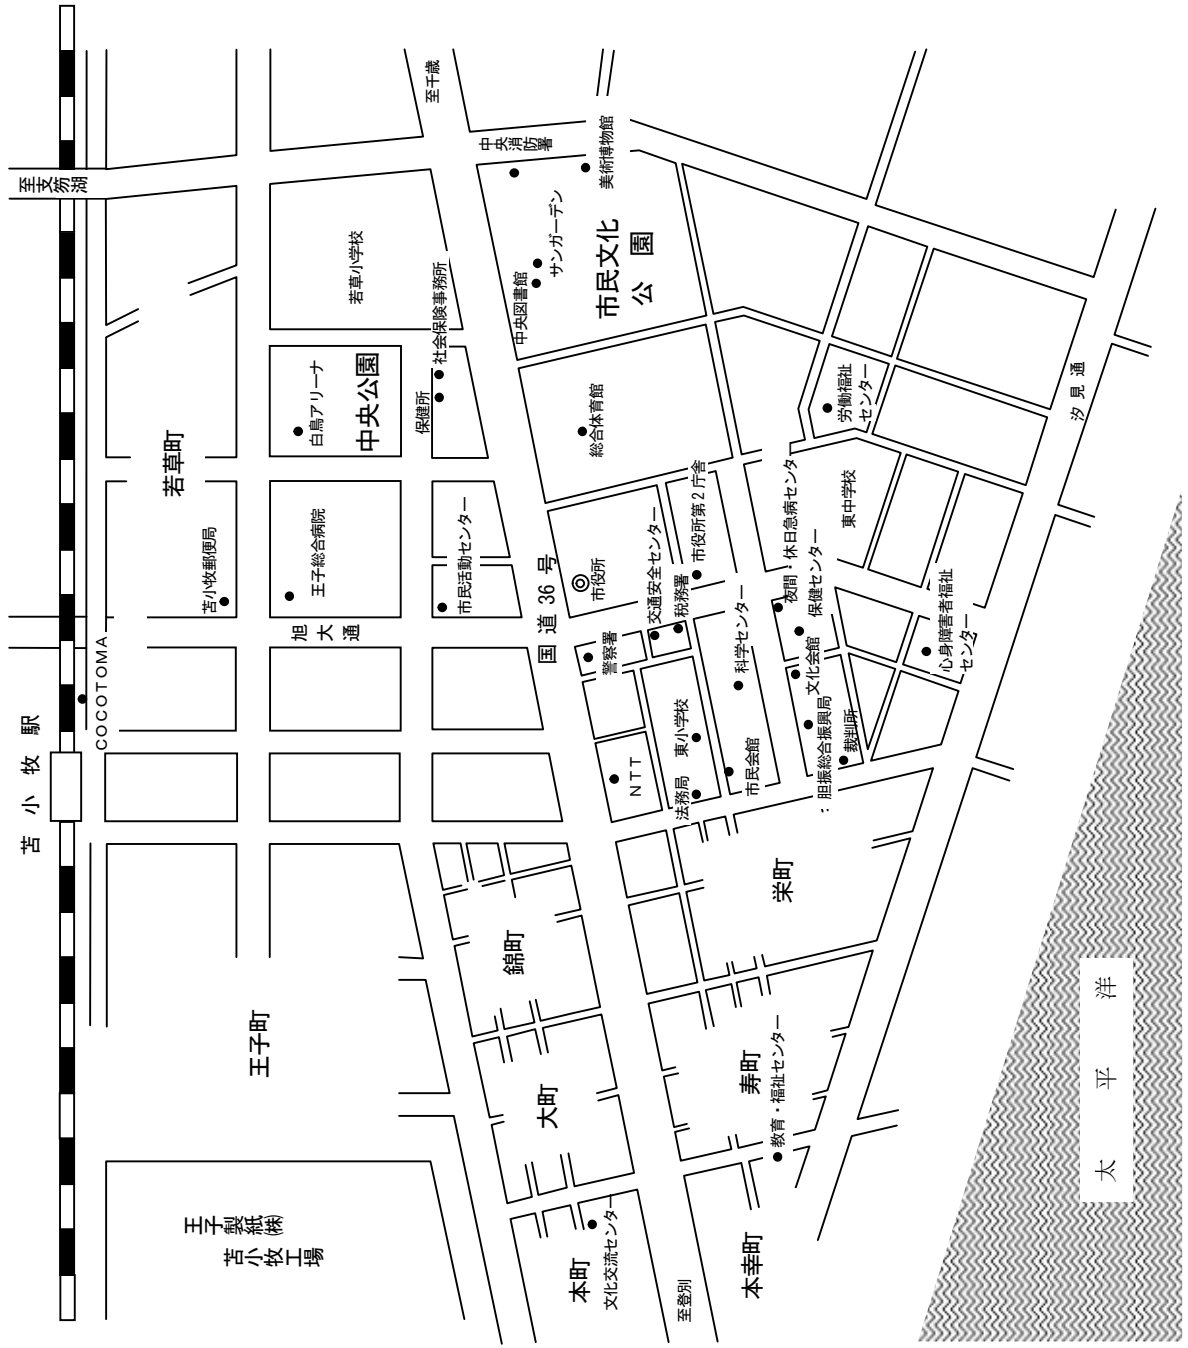 至支笏湖
苫小牧駅
COCOTOMA
若草町
苫小牧郵便局
旭大通
王子町
王子製紙㈱
苫小牧工場
若草小学校
白鳥アリーナ
中央公園
王子総合病院
至千歳
社会保険事務所
保健所
市民活動センター
国道36号
中央消防署
美術博物館
サンガーデン
中央図書館
市民文化
公園
総合体育館
市役所
市役所第2庁舎
交通安全センター
税務署
警察署
科学センター
東小学校
NTT
法務局
市民会館
夜間・休日急病センタ
保健センター
文化会館
胆振総合振興局
裁判所
東中学校
労働福祉
センター
心身障害者福祉
センター
汐見通
錦町
大町
本町
文化交流センター
至登別
栄町
寿町
教育・福祉センター
本幸町
太平洋